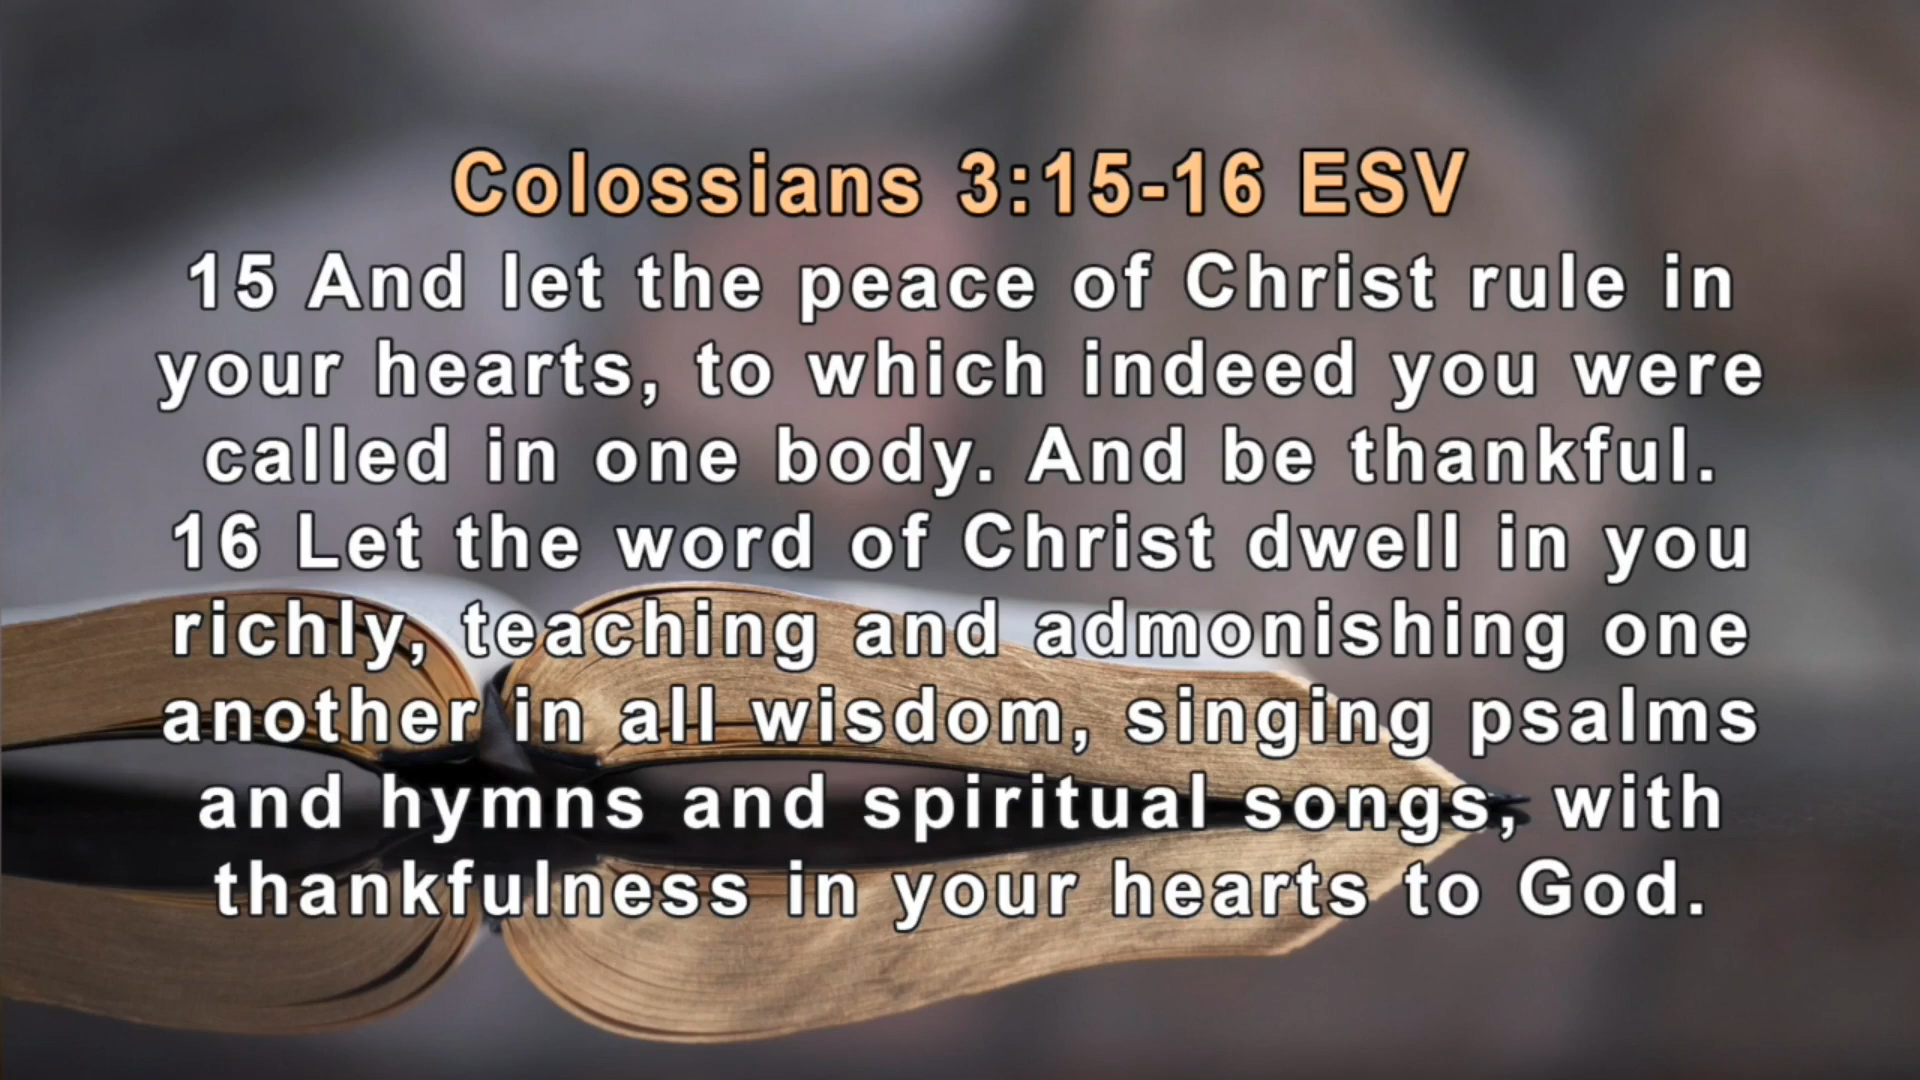 Colossians 3:15-16 ESV
15 And let the peace of Christ rule in
your hearts, to which indeed you were
called in one body. And be thankful.
16 Let the word of Christ dwell in you
richly, teaching and admonishing one
another in all wisdom, singing psalms
and hymns and spiritual songs, with
thankfulness in your hearts to God.